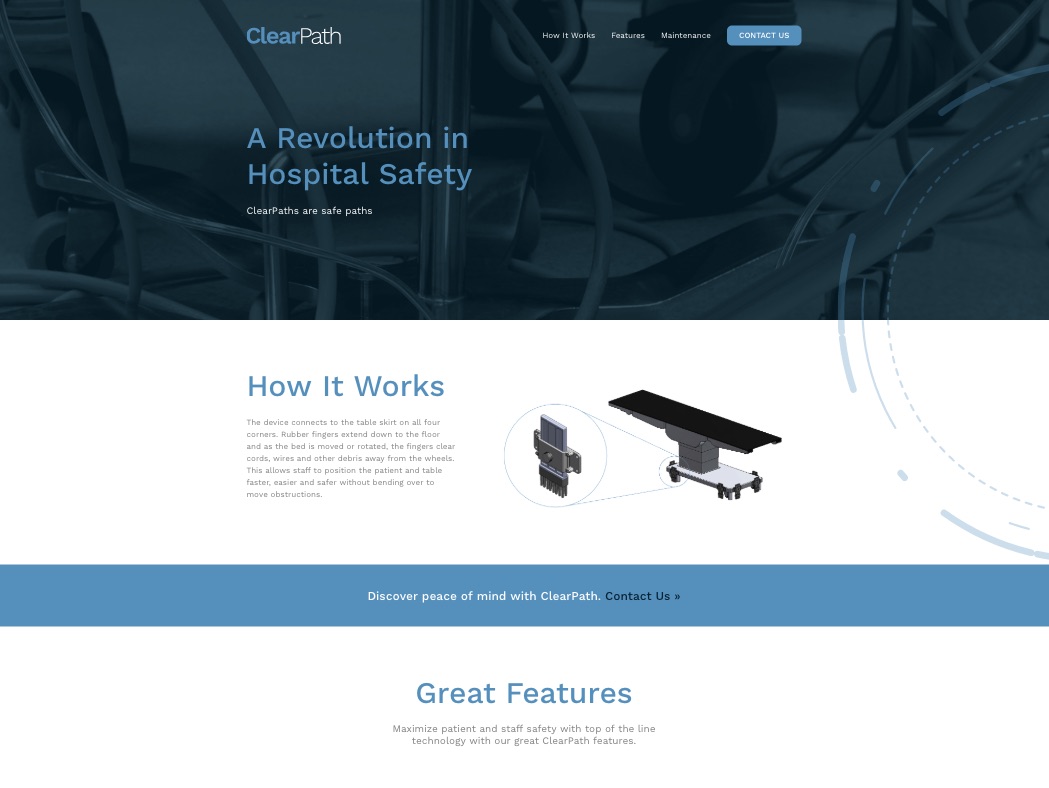 ClearPath
How It Works
Features
Maintenance
CONTACT US
A Revolution in
Hospital Safety
ClearPaths are safe paths
How It Works
The device connects to the table skirt on all four
corners. Rubber fingers extend down to the floor
and as the bed is moved or rotated, the fingers clear
cords, wires and other debris away from the wheels.
This allows staff to position the patient and table
faster, easier and safer without bending over to
move obstructions.
Discover peace of mind with ClearPath. Contact Us »
Great Features
Maximize patient and staff safety with top of the line
technology with our great ClearPath features.